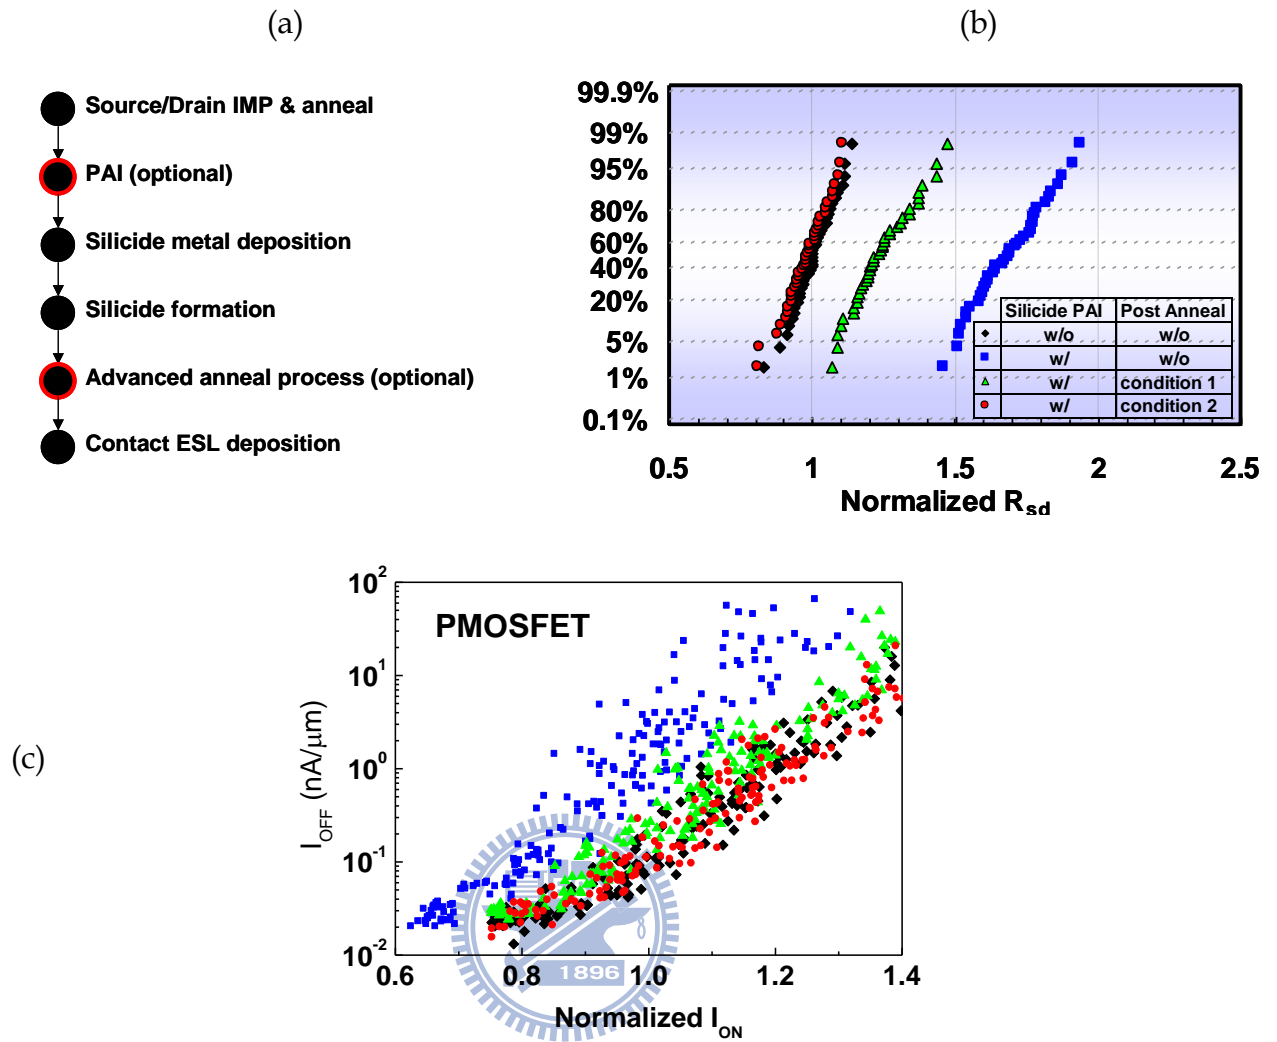 (a)
(b)
Source/Drain IMP & anneal
PAI (optional)
Silicide metal deposition
Silicide formation
Advanced anneal process (optional)
Contact ESL deposition
99.9%
99%
95%
80%
60%
40%
20%
5%
1%
0.1%
Silicide PAI Post Anneal
w/o w/o
w/ w/o
w/ condition 1
w/ condition 2
0.5 1 1.5 2 2.5
Normalized Rsd
(c)
PMOSFET
10^2
10^1
10^0
10^-1
10^-2
IOFF (nA/μm)
1896
0.6 0.8 1.0 1.2 1.4
Normalized ION